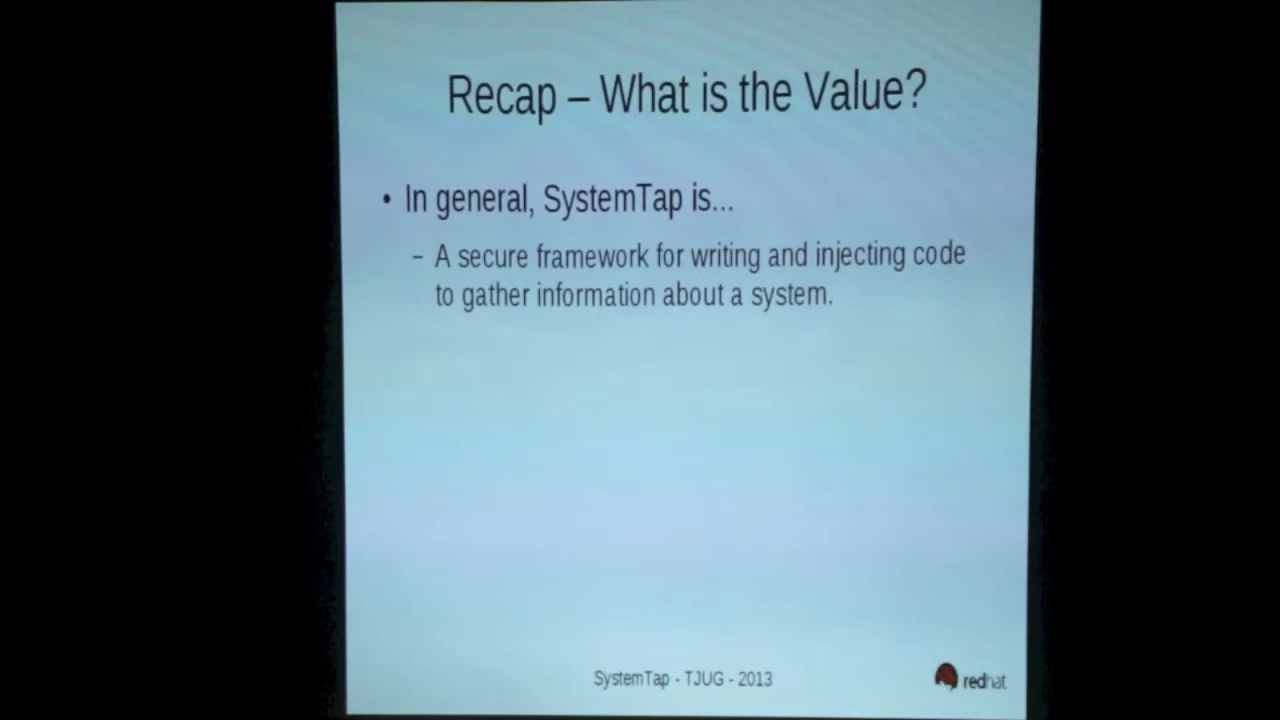 Recap – What is the Value?
• In general, SystemTap is...
– A secure framework for writing and injecting code
to gather information about a system.
SystemTap - TJUG - 2013
redhat